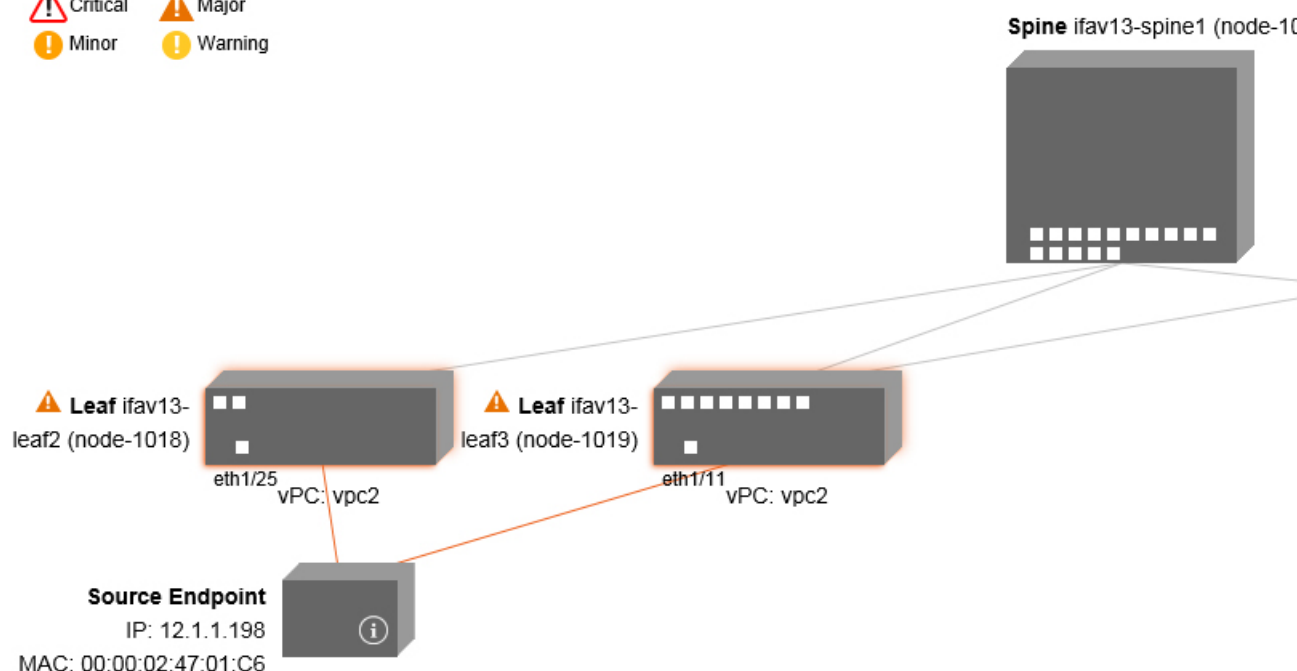 Critical
Major
Minor
Warning
Spine ifav13-spine1 (node-10
Leaf ifav13-
leaf2 (node-1018)
eth1/25
vPC: vpc2
Leaf ifav13-
leaf3 (node-1019)
eth1/11
vPC: vpc2
Source Endpoint
IP: 12.1.1.198
MAC: 00:00:02:47:01:C6